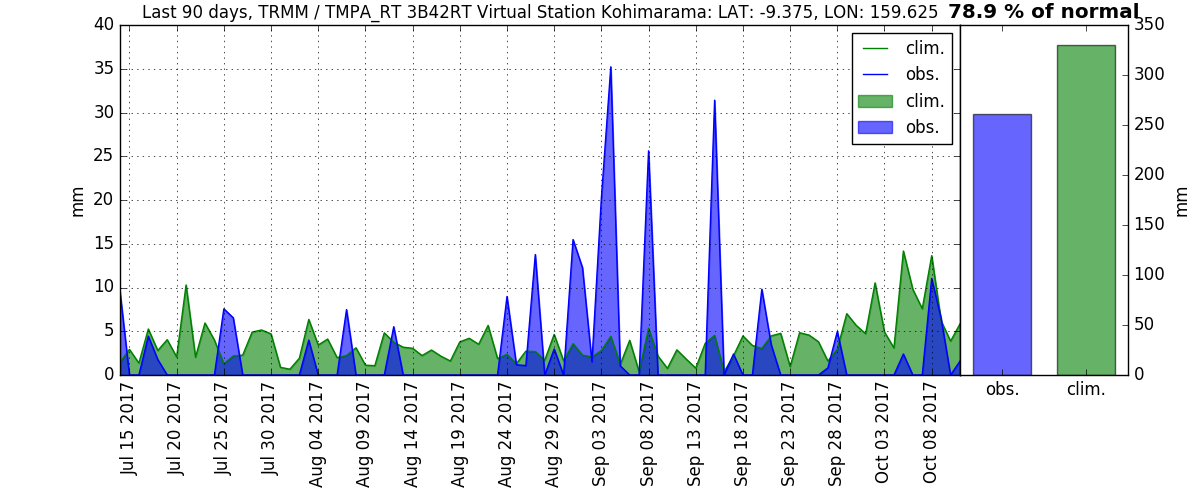 Last 90 days, TRMM / TMPA_RT 3B42RT Virtual Station Kohimarama: LAT: -9.375, LON: 159.625
78.9 % of normal
40
35
30
25
20
15
10
5
0
mm
clim.
obs.
clim.
obs.
Jul 15 2017
Jul 20 2017
Jul 25 2017
Jul 30 2017
Aug 04 2017
Aug 09 2017
Aug 14 2017
Aug 19 2017
Aug 24 2017
Aug 29 2017
Sep 03 2017
Sep 08 2017
Sep 13 2017
Sep 18 2017
Sep 23 2017
Sep 28 2017
Oct 03 2017
Oct 08 2017
350
300
250
200
150
100
50
0
mm
obs.
clim.